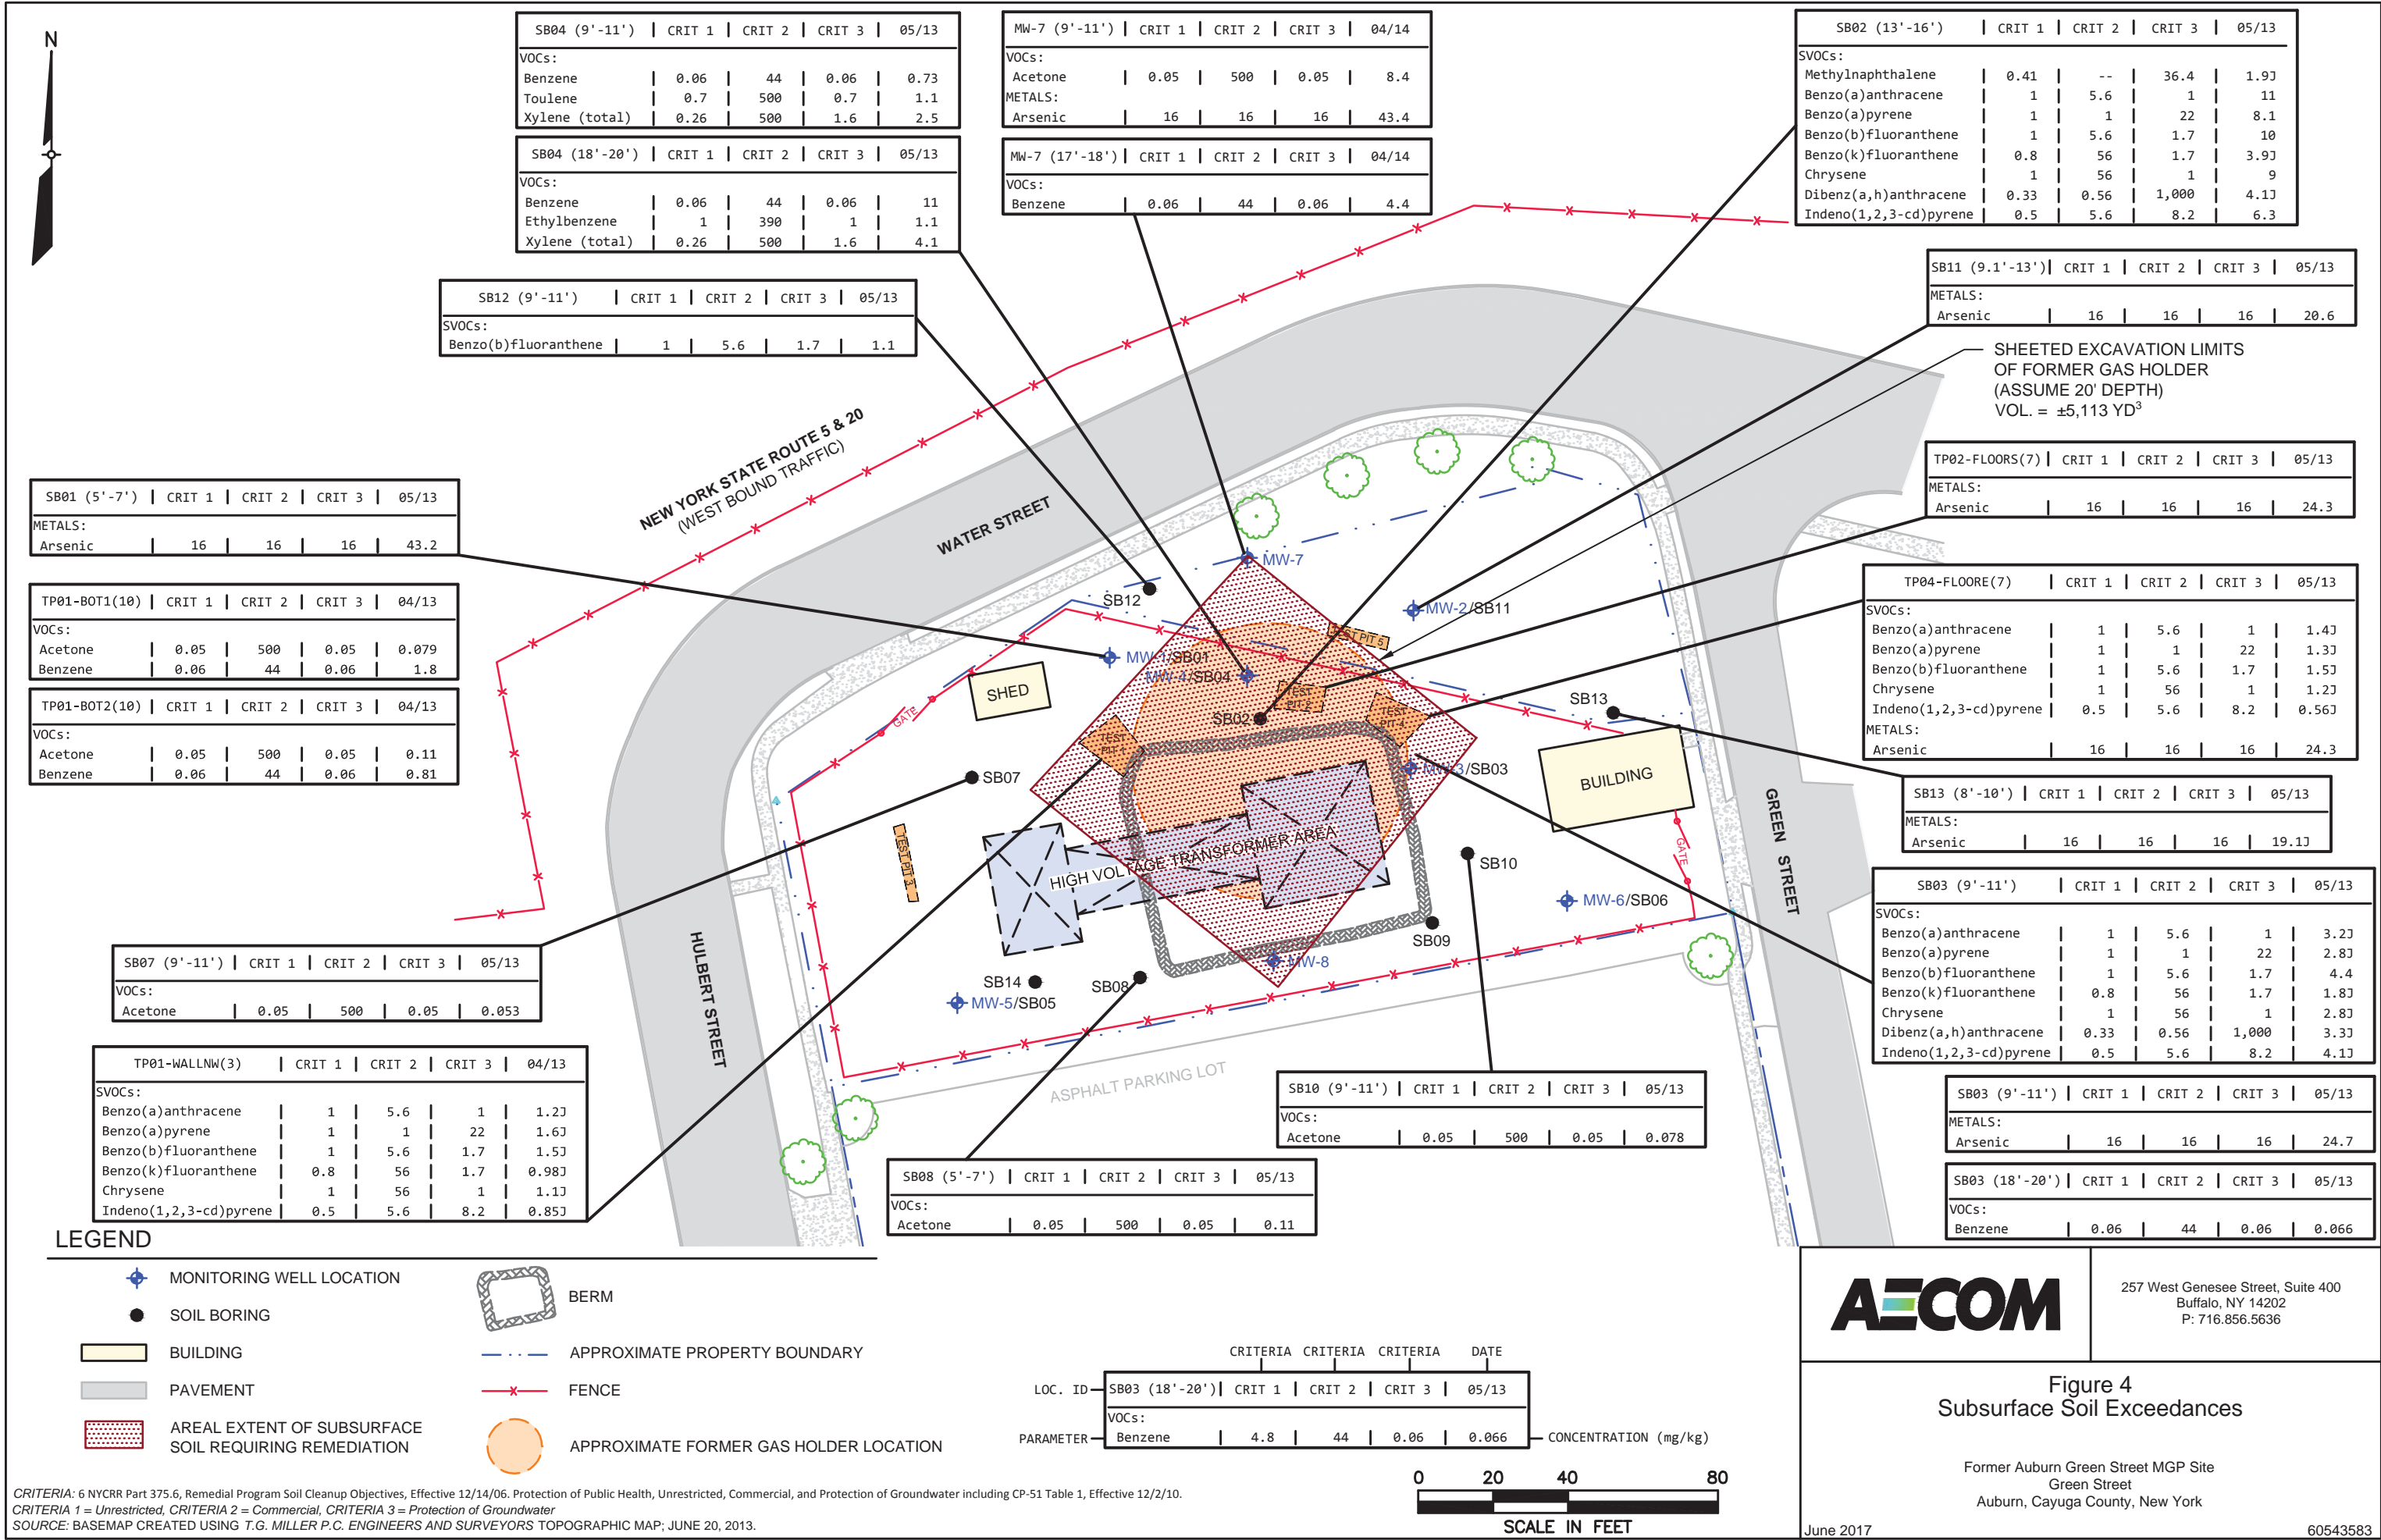 N
SB04 (9'-11') | CRIT 1 | CRIT 2 | CRIT 3 | 05/13
VOCs:
Benzene | 0.06 | 44 | 0.06 | 0.73
Toulene | 0.7 | 500 | 0.7 | 1.1
Xylene (total) | 0.26 | 500 | 1.6 | 2.5
SB04 (18'-20') | CRIT 1 | CRIT 2 | CRIT 3 | 05/13
VOCs:
Benzene | 0.06 | 44 | 0.06 | 11
Ethylbenzene | 1 | 390 | 1 | 1.1
Xylene (total) | 0.26 | 500 | 1.6 | 4.1
MW-7 (9'-11') | CRIT 1 | CRIT 2 | CRIT 3 | 04/14
VOCs:
Acetone | 0.05 | 500 | 0.05 | 8.4
METALS:
Arsenic | 16 | 16 | 16 | 43.4
MW-7 (17'-18') | CRIT 1 | CRIT 2 | CRIT 3 | 04/14
VOCs:
Benzene | 0.06 | 44 | 0.06 | 4.4
SB02 (13'-16') | CRIT 1 | CRIT 2 | CRIT 3 | 05/13
SVOCs:
Methylnaphthalene | 0.41 | -- | 36.4 | 1.9J
Benzo(a)anthracene | 1 | 5.6 | 1 | 11
Benzo(a)pyrene | 1 | 1 | 22 | 8.1
Benzo(b)fluoranthene | 1 | 5.6 | 1.7 | 10
Benzo(k)fluoranthene | 0.8 | 56 | 1.7 | 3.9J
Chrysene | 1 | 56 | 1 | 9
Dibenz(a,h)anthracene | 0.33 | 0.56 | 1,000 | 4.1J
Indeno(1,2,3-cd)pyrene | 0.5 | 5.6 | 8.2 | 6.3
SB12 (9'-11') | CRIT 1 | CRIT 2 | CRIT 3 | 05/13
SVOCs:
Benzo(b)fluoranthene | 1 | 5.6 | 1.7 | 1.1
SB11 (9.1'-13') | CRIT 1 | CRIT 2 | CRIT 3 | 05/13
METALS:
Arsenic | 16 | 16 | 16 | 20.6
SHEETED EXCAVATION LIMITS
OF FORMER GAS HOLDER
(ASSUME 20' DEPTH)
VOL. = ±5,113 YD³
TP02-FLOORS(7) | CRIT 1 | CRIT 2 | CRIT 3 | 05/13
METALS:
Arsenic | 16 | 16 | 16 | 24.3
SB01 (5'-7') | CRIT 1 | CRIT 2 | CRIT 3 | 05/13
METALS:
Arsenic | 16 | 16 | 16 | 43.2
TP01-BOT1(10) | CRIT 1 | CRIT 2 | CRIT 3 | 04/13
VOCs:
Acetone | 0.05 | 500 | 0.05 | 0.079
Benzene | 0.06 | 44 | 0.06 | 1.8
TP01-BOT2(10) | CRIT 1 | CRIT 2 | CRIT 3 | 04/13
VOCs:
Acetone | 0.05 | 500 | 0.05 | 0.11
Benzene | 0.06 | 44 | 0.06 | 0.81
TP04-FLOORE(7) | CRIT 1 | CRIT 2 | CRIT 3 | 05/13
SVOCs:
Benzo(a)anthracene | 1 | 5.6 | 1 | 1.4J
Benzo(a)pyrene | 1 | 1 | 22 | 1.3J
Benzo(b)fluoranthene | 1 | 5.6 | 1.7 | 1.5J
Chrysene | 1 | 56 | 1 | 1.2J
Indeno(1,2,3-cd)pyrene | 0.5 | 5.6 | 8.2 | 0.56J
METALS:
Arsenic | 16 | 16 | 16 | 24.3
SB13 (8'-10') | CRIT 1 | CRIT 2 | CRIT 3 | 05/13
METALS:
Arsenic | 16 | 16 | 16 | 19.1J
SB03 (9'-11') | CRIT 1 | CRIT 2 | CRIT 3 | 05/13
SVOCs:
Benzo(a)anthracene | 1 | 5.6 | 1 | 3.2J
Benzo(a)pyrene | 1 | 1 | 22 | 2.8J
Benzo(b)fluoranthene | 1 | 5.6 | 1.7 | 4.4
Benzo(k)fluoranthene | 0.8 | 56 | 1.7 | 1.8J
Chrysene | 1 | 56 | 1 | 2.8J
Dibenz(a,h)anthracene | 0.33 | 0.56 | 1,000 | 3.3J
Indeno(1,2,3-cd)pyrene | 0.5 | 5.6 | 8.2 | 4.1J
SB03 (9'-11') | CRIT 1 | CRIT 2 | CRIT 3 | 05/13
METALS:
Arsenic | 16 | 16 | 16 | 24.7
SB03 (18'-20') | CRIT 1 | CRIT 2 | CRIT 3 | 05/13
VOCs:
Benzene | 0.06 | 44 | 0.06 | 0.066
SB07 (9'-11') | CRIT 1 | CRIT 2 | CRIT 3 | 05/13
VOCs:
Acetone | 0.05 | 500 | 0.05 | 0.053
TP01-WALLNW(3) | CRIT 1 | CRIT 2 | CRIT 3 | 04/13
SVOCs:
Benzo(a)anthracene | 1 | 5.6 | 1 | 1.2J
Benzo(a)pyrene | 1 | 1 | 22 | 1.6J
Benzo(b)fluoranthene | 1 | 5.6 | 1.7 | 1.5J
Benzo(k)fluoranthene | 0.8 | 56 | 1.7 | 0.98J
Chrysene | 1 | 56 | 1 | 1.1J
Indeno(1,2,3-cd)pyrene | 0.5 | 5.6 | 8.2 | 0.85J
SB10 (9'-11') | CRIT 1 | CRIT 2 | CRIT 3 | 05/13
VOCs:
Acetone | 0.05 | 500 | 0.05 | 0.078
SB08 (5'-7') | CRIT 1 | CRIT 2 | CRIT 3 | 05/13
VOCs:
Acetone | 0.05 | 500 | 0.05 | 0.11
NEW YORK STATE ROUTE 5 & 20
(WEST BOUND TRAFFIC)
WATER STREET
HULBERT STREET
GREEN STREET
MW-7
SB12
MW-2/SB11
TEST PIT 5
MW-1/SB01
MW-4/SB04
SHED
GATE
TEST
PIT 2
TEST
PIT 4
SB02
SB13
TEST
PIT 1
SB07
MW-3/SB03
BUILDING
TEST PIT 3
HIGH VOLTAGE TRANSFORMER AREA
SB10
GATE
MW-6/SB06
SB09
MW-8
SB14
SB08
MW-5/SB05
ASPHALT PARKING LOT
LEGEND
MONITORING WELL LOCATION
SOIL BORING
BUILDING
PAVEMENT
AREAL EXTENT OF SUBSURFACE
SOIL REQUIRING REMEDIATION
BERM
APPROXIMATE PROPERTY BOUNDARY
FENCE
APPROXIMATE FORMER GAS HOLDER LOCATION
CRITERIA CRITERIA CRITERIA DATE
LOC. ID SB03 (18'-20') | CRIT 1 | CRIT 2 | CRIT 3 | 05/13
VOCs:
PARAMETER Benzene | 4.8 | 44 | 0.06 | 0.066 CONCENTRATION (mg/kg)
0 20 40 80
SCALE IN FEET
CRITERIA: 6 NYCRR Part 375.6, Remedial Program Soil Cleanup Objectives, Effective 12/14/06. Protection of Public Health, Unrestricted, Commercial, and Protection of Groundwater including CP-51 Table 1, Effective 12/2/10.
CRITERIA 1 = Unrestricted, CRITERIA 2 = Commercial, CRITERIA 3 = Protection of Groundwater
SOURCE: BASEMAP CREATED USING T.G. MILLER P.C. ENGINEERS AND SURVEYORS TOPOGRAPHIC MAP; JUNE 20, 2013.
AECOM
257 West Genesee Street, Suite 400
Buffalo, NY 14202
P: 716.856.5636
Figure 4
Subsurface Soil Exceedances
Former Auburn Green Street MGP Site
Green Street
Auburn, Cayuga County, New York
June 2017
60543583